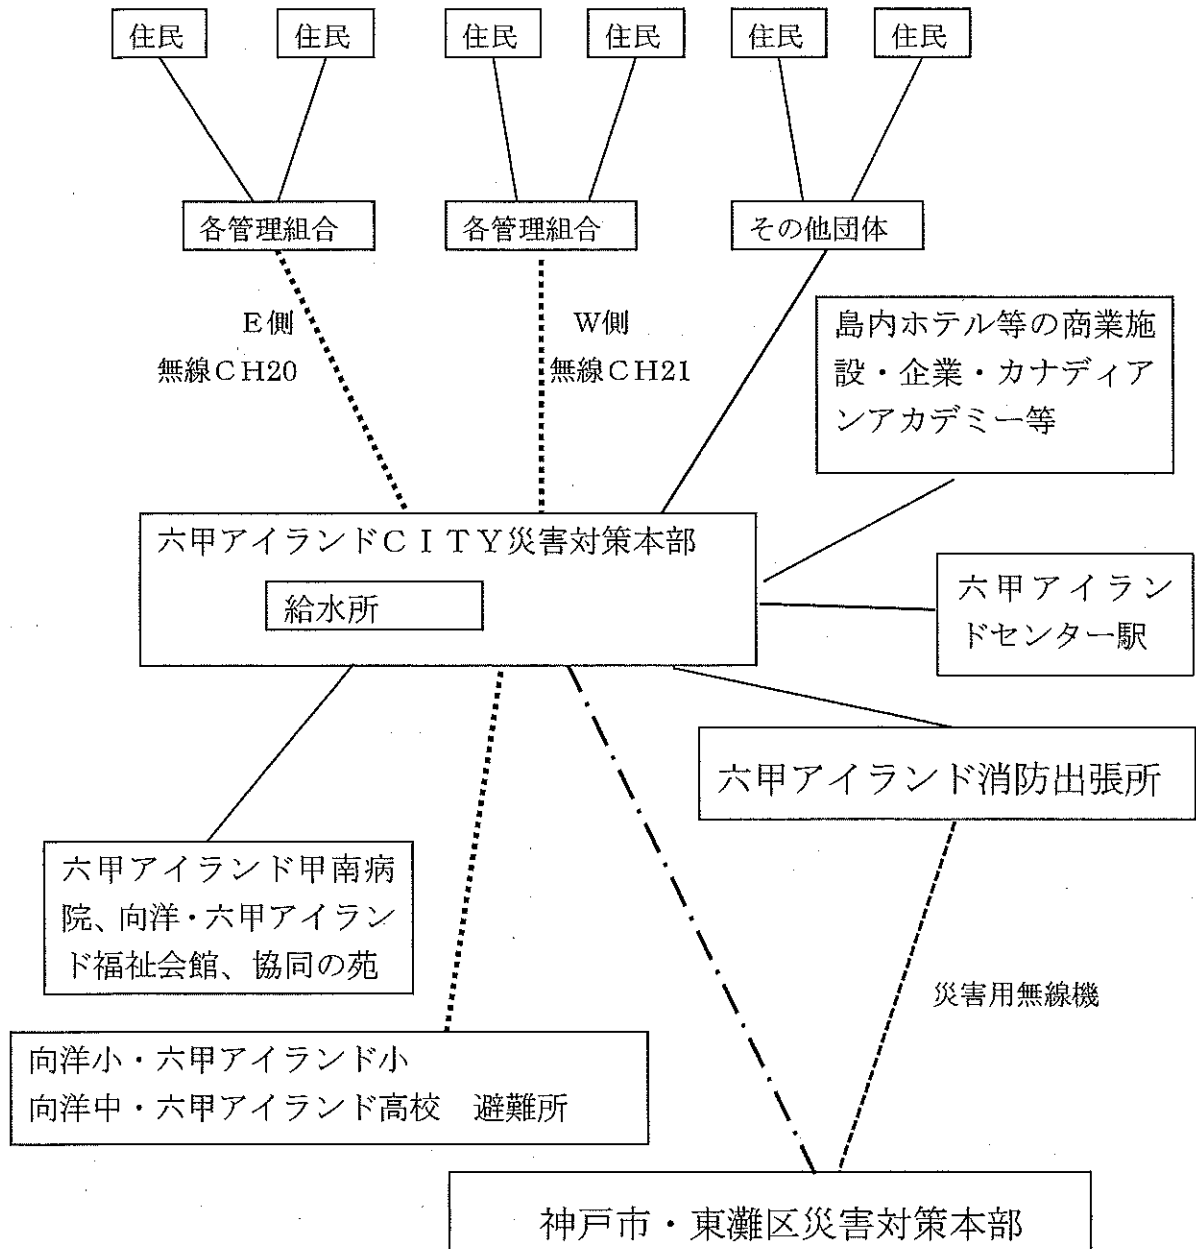 住民
住民
住民
住民
住民
住民
各管理組合
各管理組合
その他団体
E側
無線CH20
W側
無線CH21
島内ホテル等の商業施
設・企業・カナディア
ンアカデミー等
六甲アイランドCITY災害対策本部
給水所
六甲アイラン
ドセンター駅
六甲アイランド消防出張所
六甲アイランド甲南病
院、向洋・六甲アイラン
ド福祉会館、協同の苑
災害用無線機
向洋小・六甲アイランド小
向洋中・六甲アイランド高校　避難所
神戸市・東灘区災害対策本部